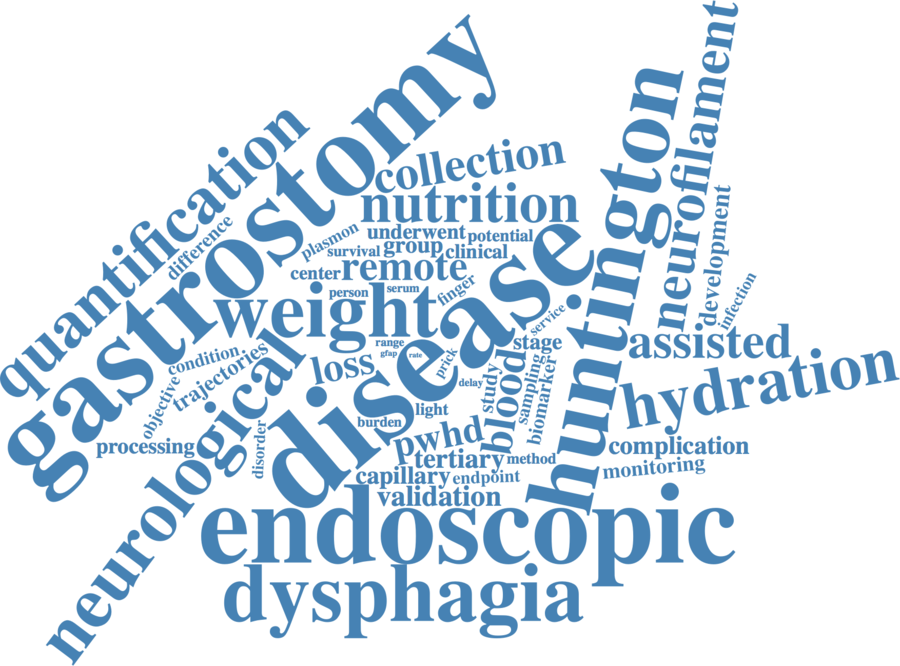 gastrostomy
quantification
collection
nutrition
huntington
neurofilament
difference
plasmon
underwent
potential
survival
group
clinical
center
remote
development
infection
person
serum
finger
weight
disease
service
range
gfap
rate
stage
assisted
condition
trajectories
objective
loss
prick
delay
study
blood
sampling
biomarker
hydration
light
burden
processing
neurological
disorder
pwhd
tertiary
method
complication
monitoring
capillary
endpoint
validation
endoscopic
dysphagia